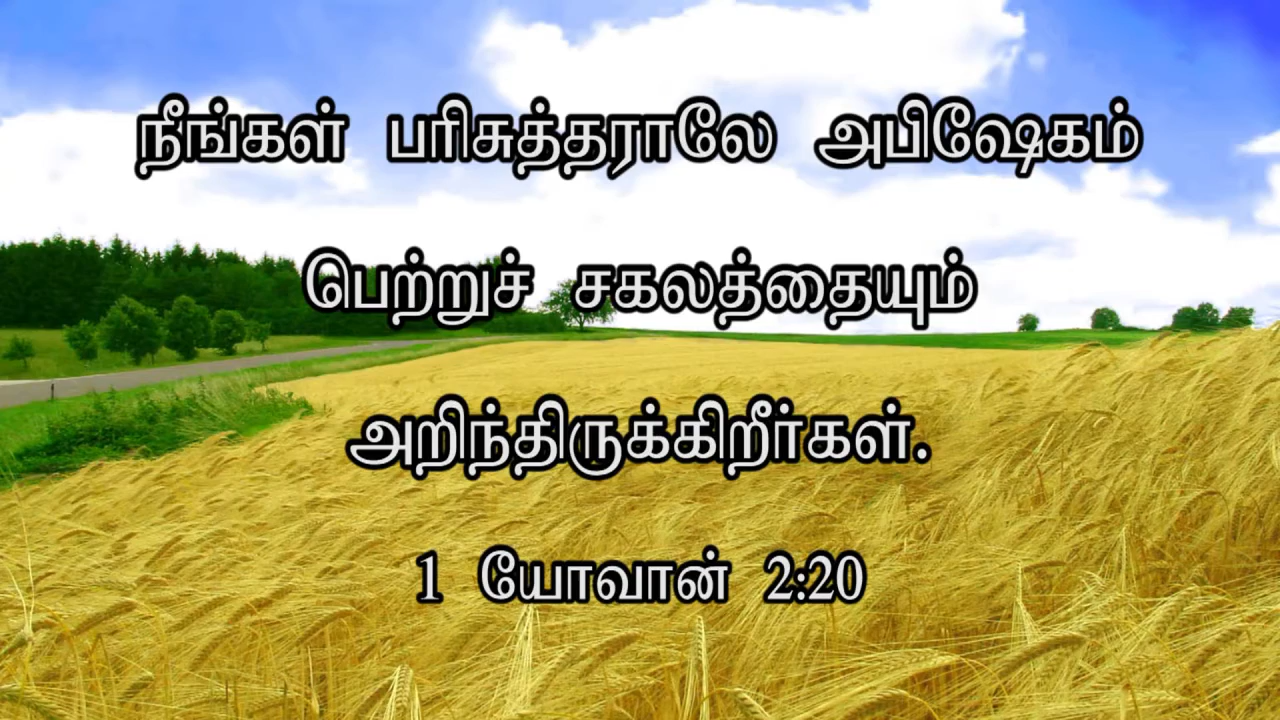 நீங்கள் பரிசுத்தராலே அபிஷேகம்
பெற்றுச் சகலத்தையும்
அறிந்திருக்கிறீர்கள்.
1 யோவான் 2:20